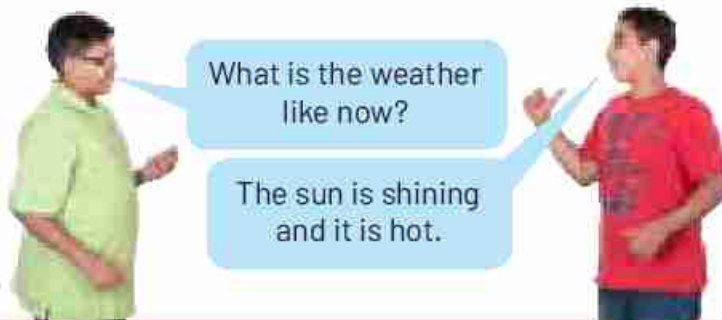 What is the weather
like now?
The sun is shining
and it is hot.